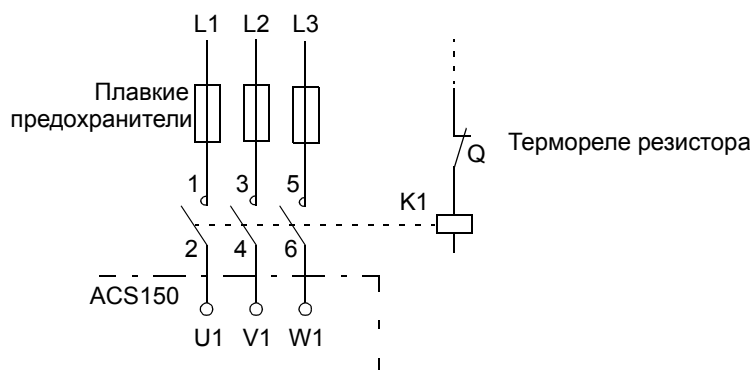 L1 L2 L3
Плавкие
предохранители
Термореле резистора
Q
1 3 5
K1
2 4 6
ACS150
U1 V1 W1